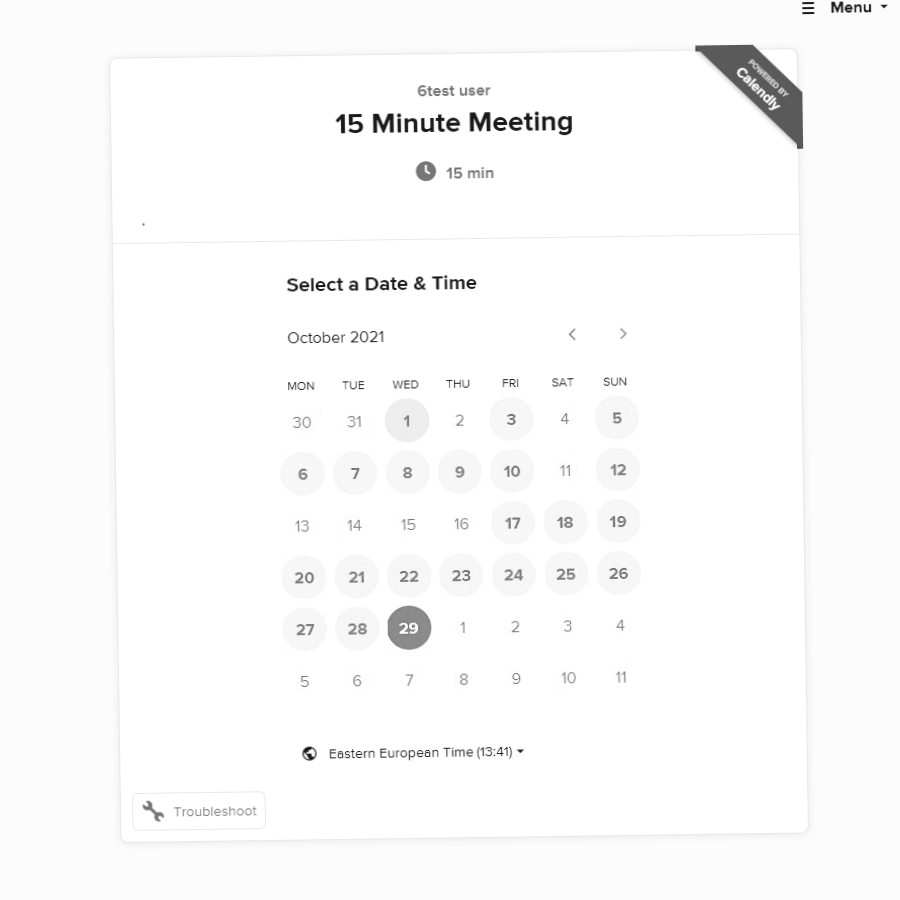 Menu
POWERED BY
Calendly
6test user
15 Minute Meeting
15 min
Select a Date & Time
October 2021
MON TUE WED THU FRI SAT SUN
30 31 1 2 3 4 5
6 7 8 9 10 11 12
13 14 15 16 17 18 19
20 21 22 23 24 25 26
27 28 29 1 2 3 4
5 6 7 8 9 10 11
Eastern European Time (13:41)
Troubleshoot